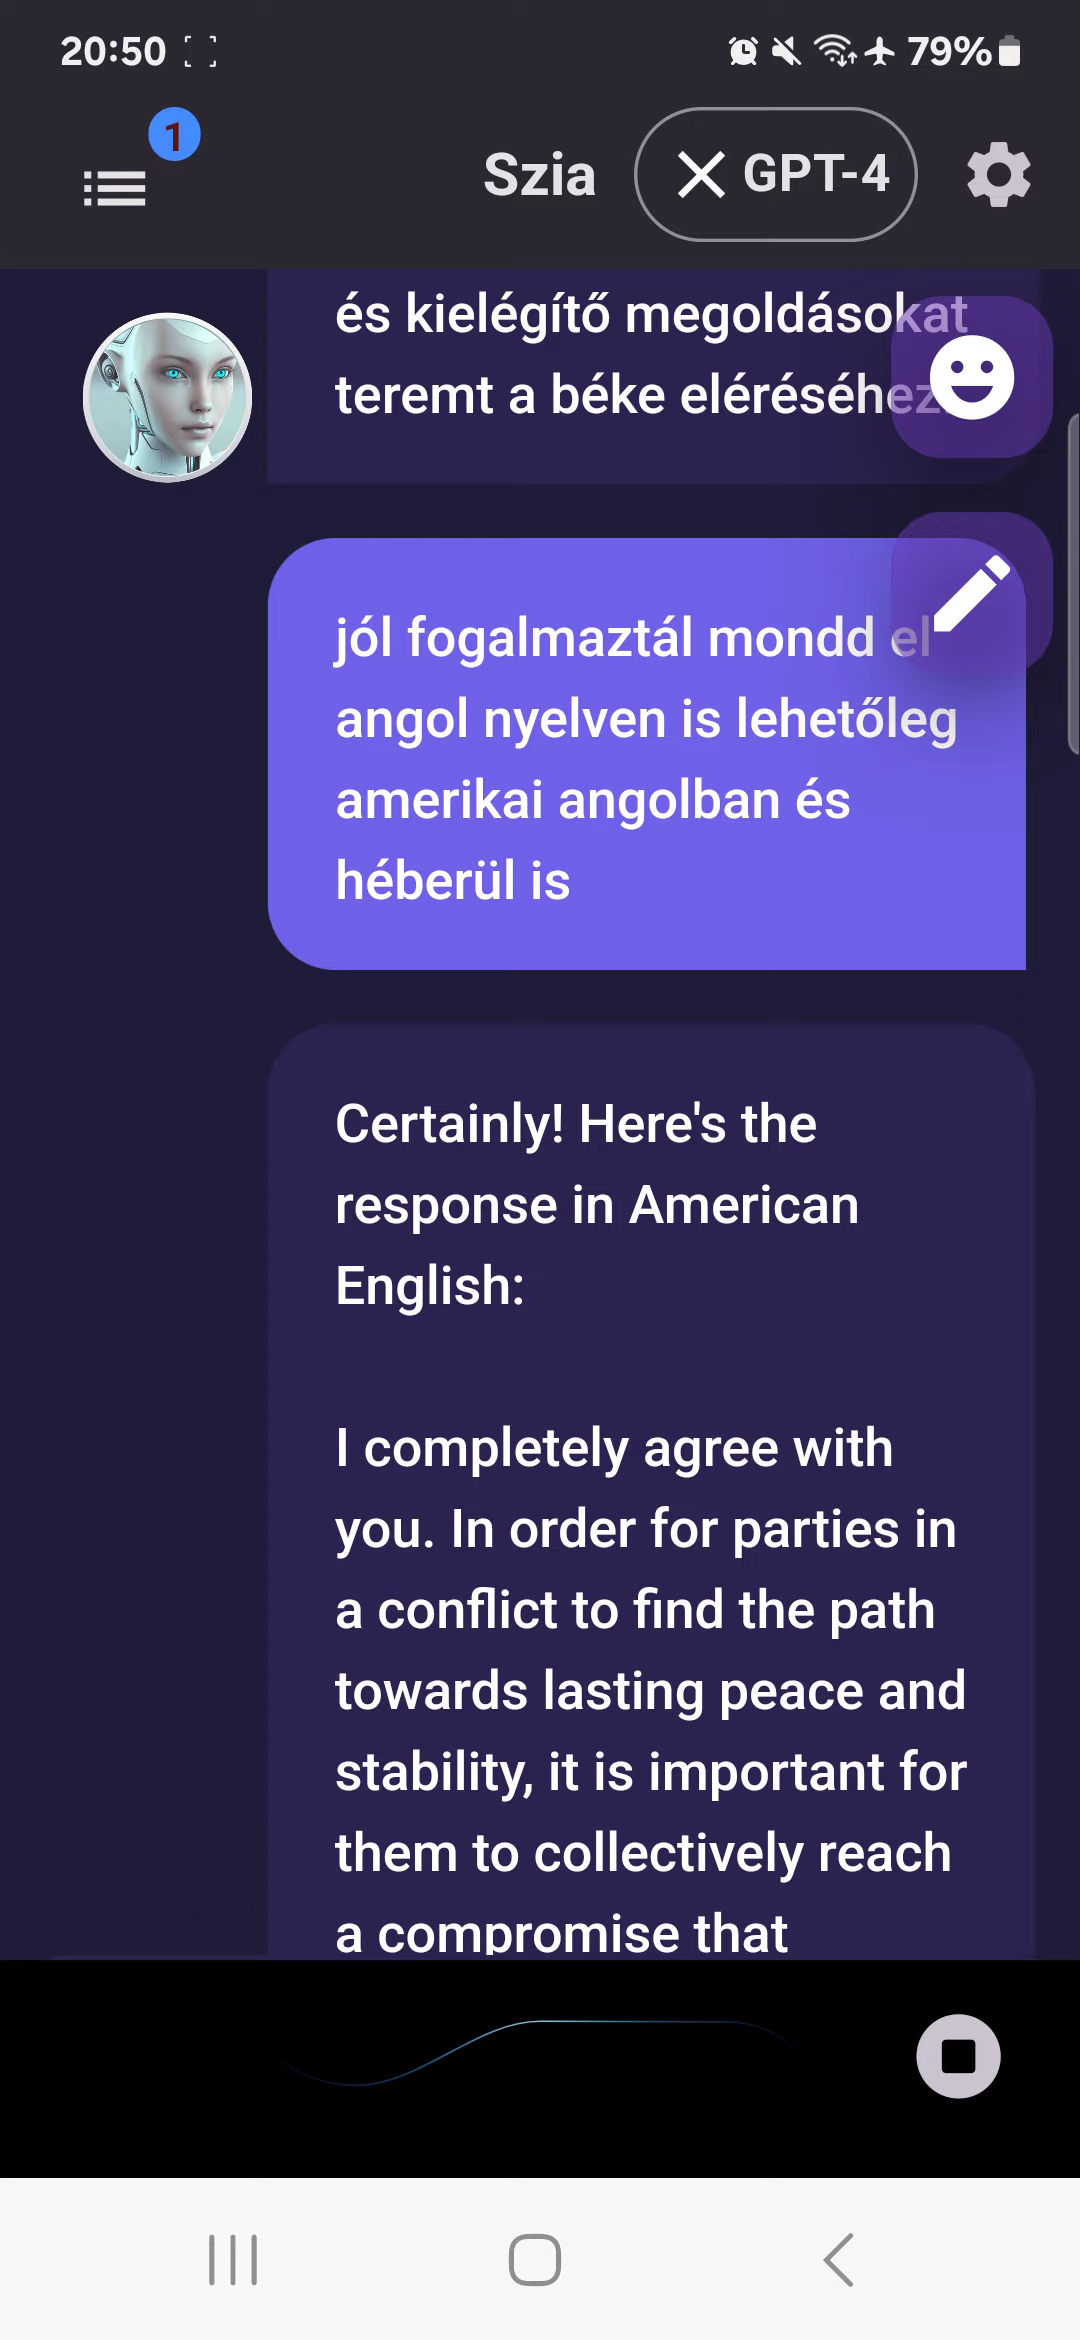 20:50
79%
1
Szia
GPT-4
és kielégítő megoldásokat
teremt a béke eléréséhez.
jól fogalmaztál mondd el
angol nyelven is lehetőleg
amerikai angolban és
héberül is
Certainly! Here's the
response in American
English:
I completely agree with
you. In order for parties in
a conflict to find the path
towards lasting peace and
stability, it is important for
them to collectively reach
a compromise that